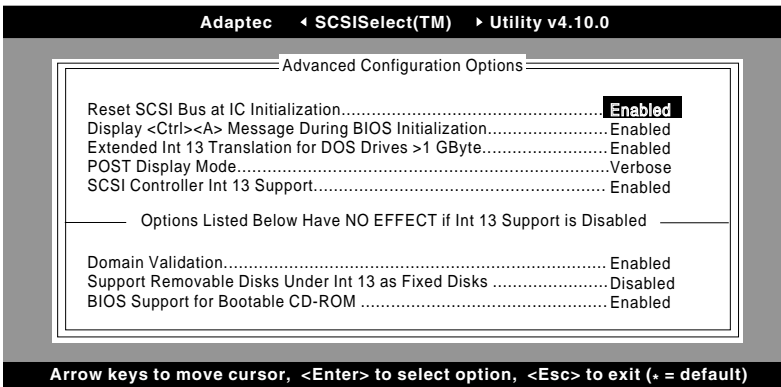 Adaptec ◂ SCSISelect(TM) ▸ Utility v4.10.0
Advanced Configuration Options
Reset SCSI Bus at IC Initialization........................................................ Enabled
Display <Ctrl><A> Message During BIOS Initialization.........................Enabled
Extended Int 13 Translation for DOS Drives >1 GByte..........................Enabled
POST Display Mode................................................................................Verbose
SCSI Controller Int 13 Support............................................................... Enabled
Options Listed Below Have NO EFFECT if Int 13 Support is Disabled
Domain Validation................................................................................... Enabled
Support Removable Disks Under Int 13 as Fixed Disks .........................Disabled
BIOS Support for Bootable CD-ROM .....................................................Enabled
Arrow keys to move cursor, <Enter> to select option, <Esc> to exit (* = default)